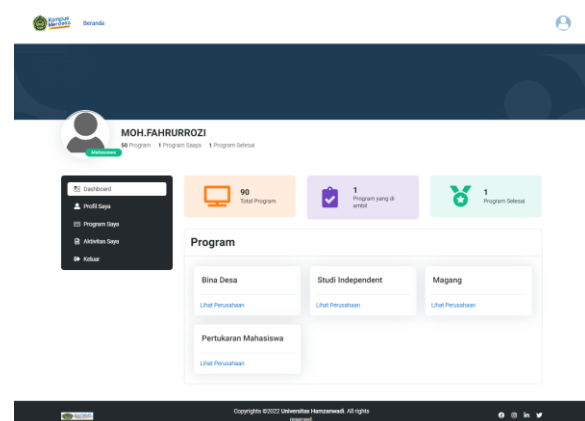 Kampus
Merdeka
Beranda
MOH.FAHRURROZI
50 Program 1 Program Saaya 1 Program Selesai
Mahasiswa
Dashboard
Profil Saya
Program Saya
Aktivitas Saya
Keluar
90
Total Program
1
Program yang di
ambil
1
Program Selesai
Program
Bina Desa
Lihat Perusahaan
Studi Independent
Lihat Perusahaan
Magang
Lihat Perusahaan
Pertukaran Mahasiswa
Lihat Perusahaan
Copyrights ©2022 Universitas Hamzanwadi. All rights
reserved